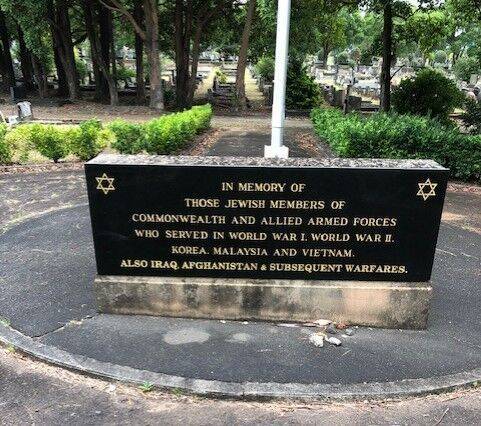 IN MEMORY OF
THOSE JEWISH MEMBERS OF
COMMONWEALTH AND ALLIED ARMED FORCES
WHO SERVED IN WORLD WAR I, WORLD WAR II,
KOREA, MALAYSIA AND VIETNAM.
ALSO IRAQ, AFGHANISTAN & SUBSEQUENT WARFARES.